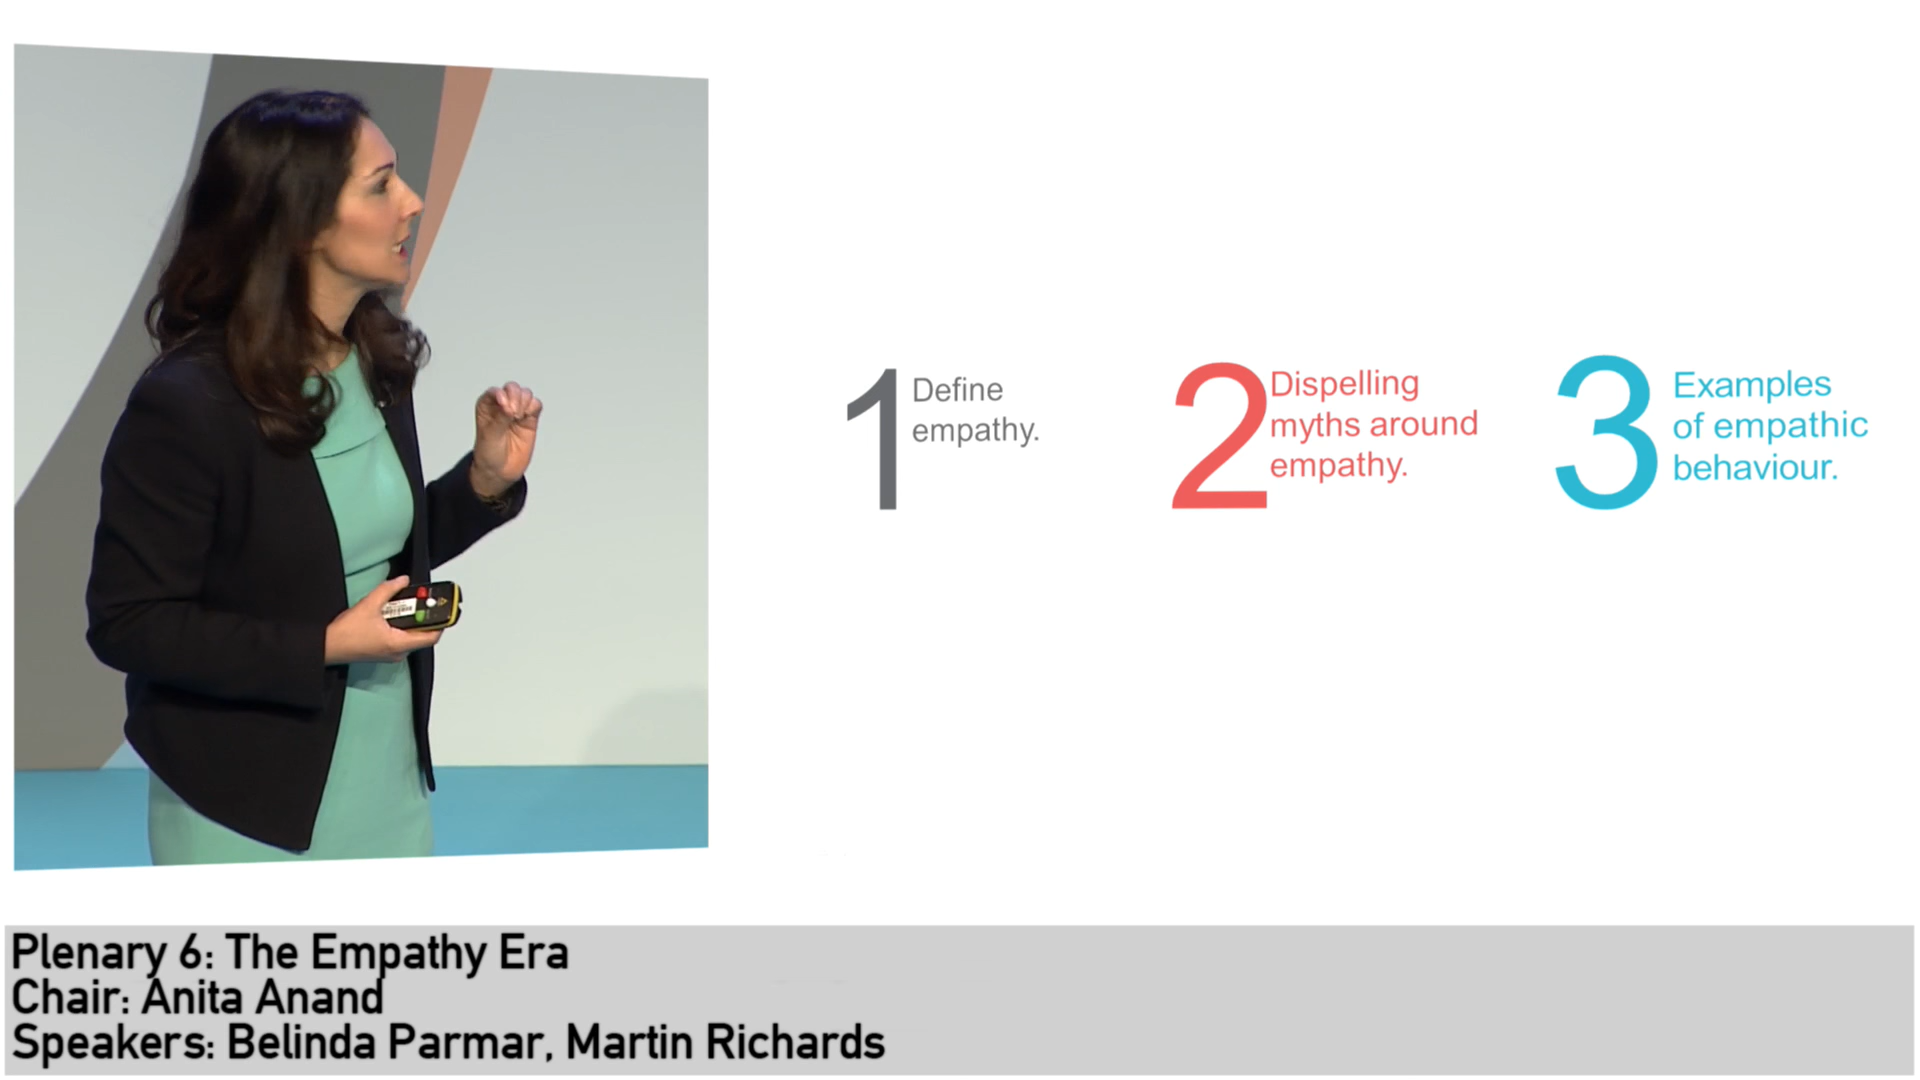 1 Define
empathy.
2 Dispelling
myths around
empathy.
3 Examples
of empathic
behaviour.
Plenary 6: The Empathy Era
Chair: Anita Anand
Speakers: Belinda Parmar, Martin Richards